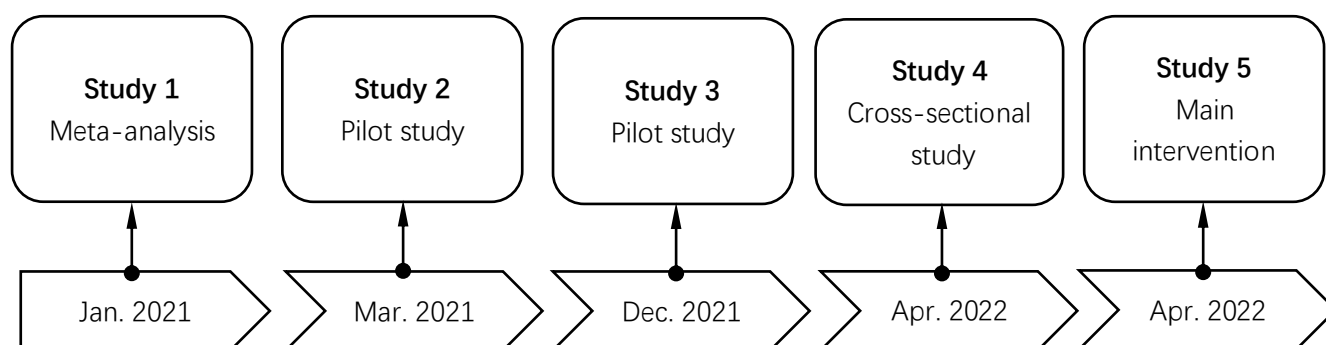 Study 1
Meta-analysis
Study 2
Pilot study
Study 3
Pilot study
Study 4
Cross-sectional
study
Study 5
Main
intervention
Jan. 2021
Mar. 2021
Dec. 2021
Apr. 2022
Apr. 2022